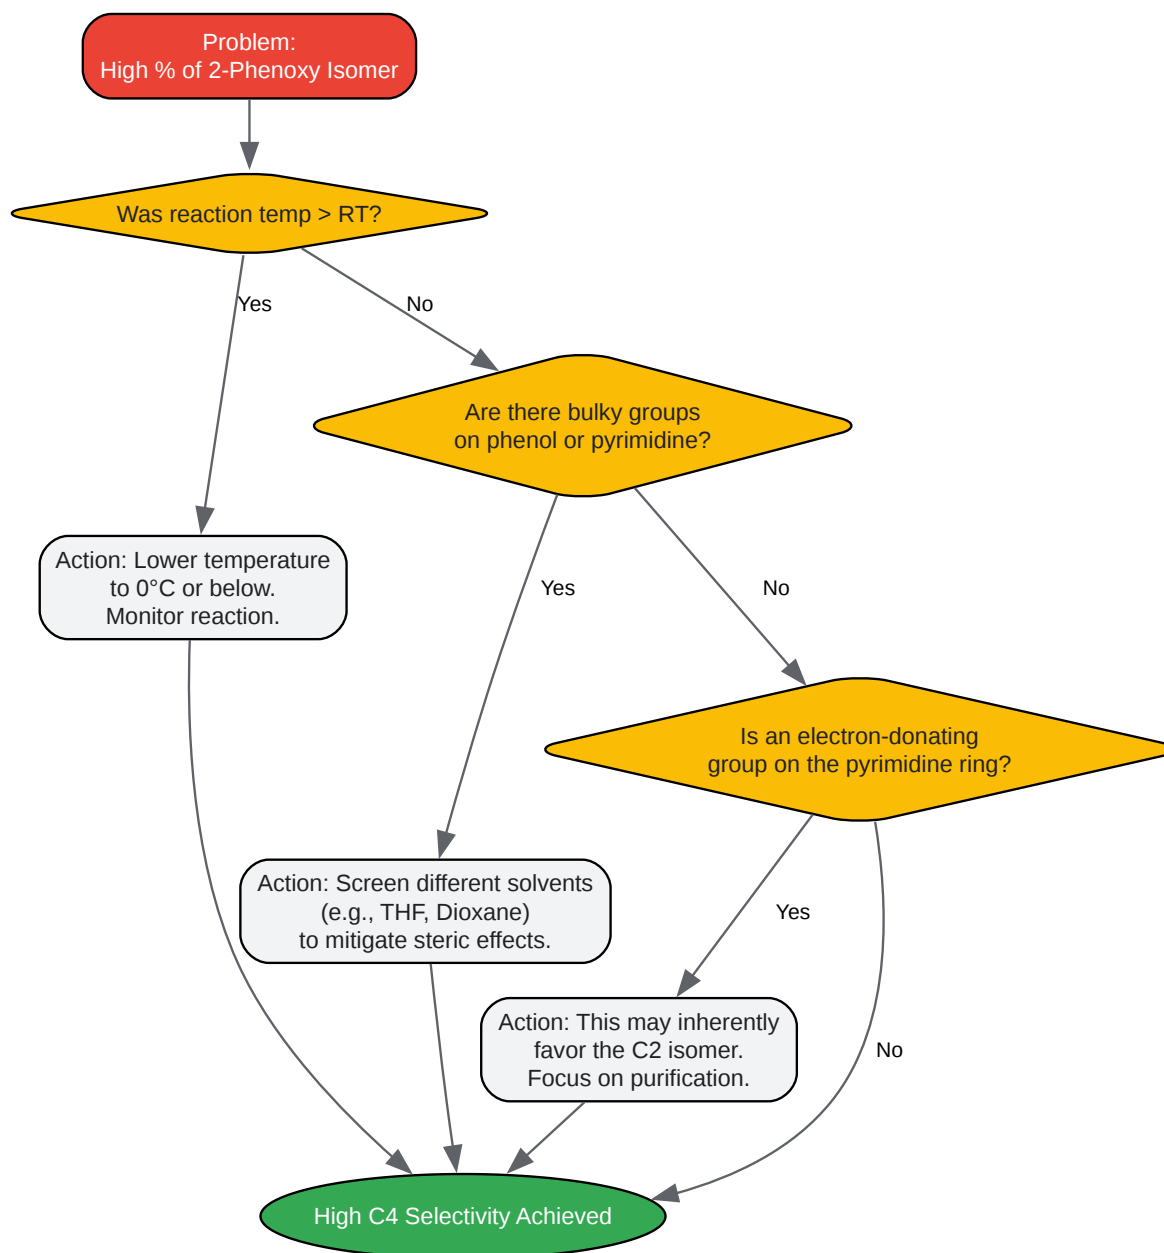 Problem:
High % of 2-Phenoxy Isomer
Was reaction temp > RT?
Yes
No
Are there bulky groups
on phenol or pyrimidine?
Action: Lower temperature
to 0°C or below.
Monitor reaction.
Yes
No
Is an electron-donating
group on the pyrimidine ring?
Action: Screen different solvents
(e.g., THF, Dioxane)
to mitigate steric effects.
Yes
Action: This may inherently
favor the C2 isomer.
Focus on purification.
No
High C4 Selectivity Achieved